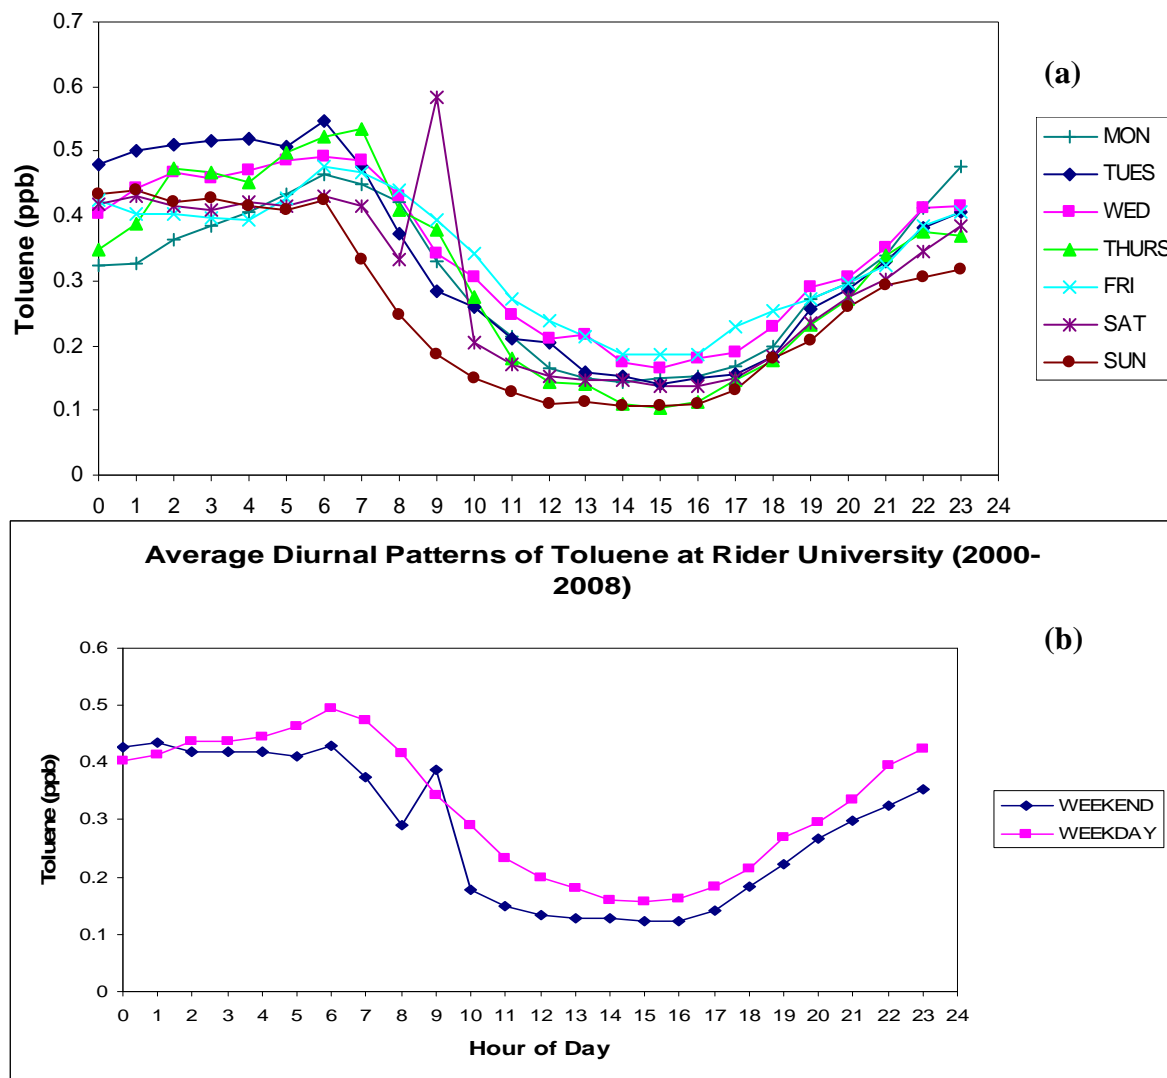 0.7
0.6
0.5
0.4
0.3
0.2
0.1
0
Toluene (ppb)
0 1 2 3 4 5 6 7 8 9 10 11 12 13 14 15 16 17 18 19 20 21 22 23 24
(a)
MON
TUES
WED
THURS
FRI
SAT
SUN
Average Diurnal Patterns of Toluene at Rider University (2000-
2008)
(b)
0.6
0.5
0.4
0.3
0.2
0.1
0
Toluene (ppb)
0 1 2 3 4 5 6 7 8 9 10 11 12 13 14 15 16 17 18 19 20 21 22 23 24
Hour of Day
WEEKEND
WEEKDAY